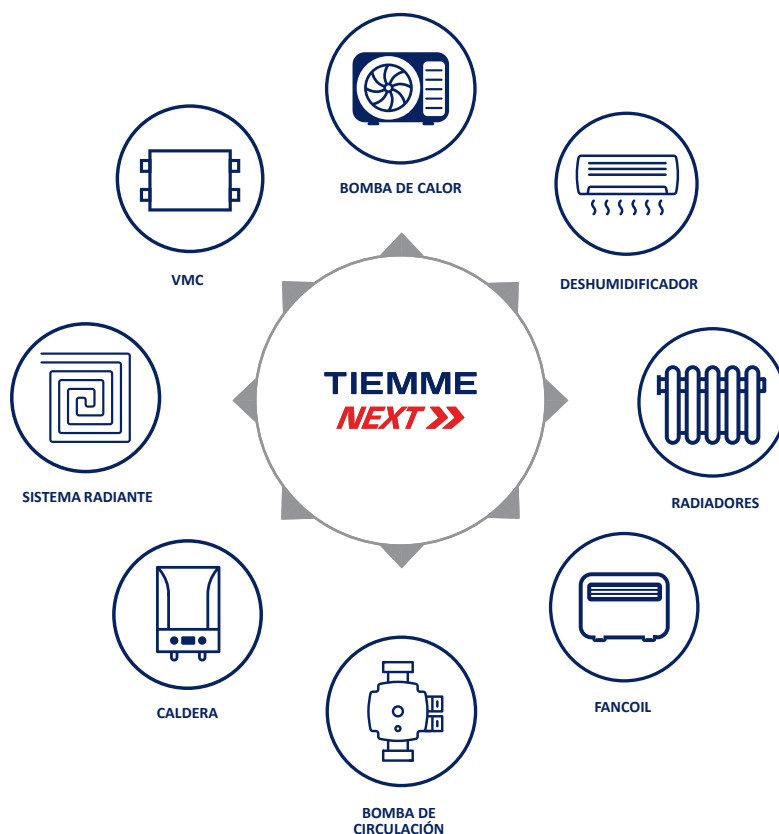 BOMBA DE CALOR
DESHUMIDIFICADOR
VMC
TIEMME
NEXT
SISTEMA RADIANTE
RADIADORES
CALDERA
FANCOIL
BOMBA DE
CIRCULACIÓN